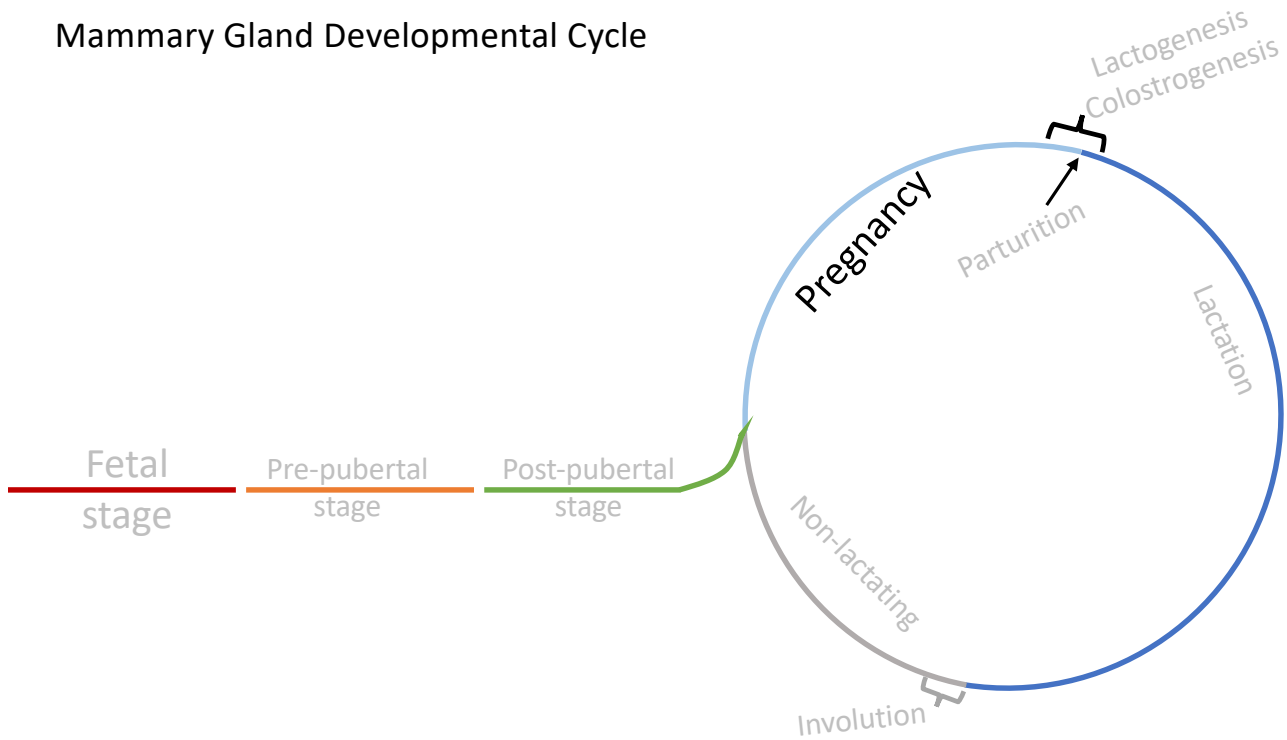 Mammary Gland Developmental Cycle
Lactogenesis
Colostrogenesis
Pregnancy
Parturition
Lactation
Fetal
stage
Pre-pubertal
stage
Post-pubertal
stage
Non-lactating
Involution